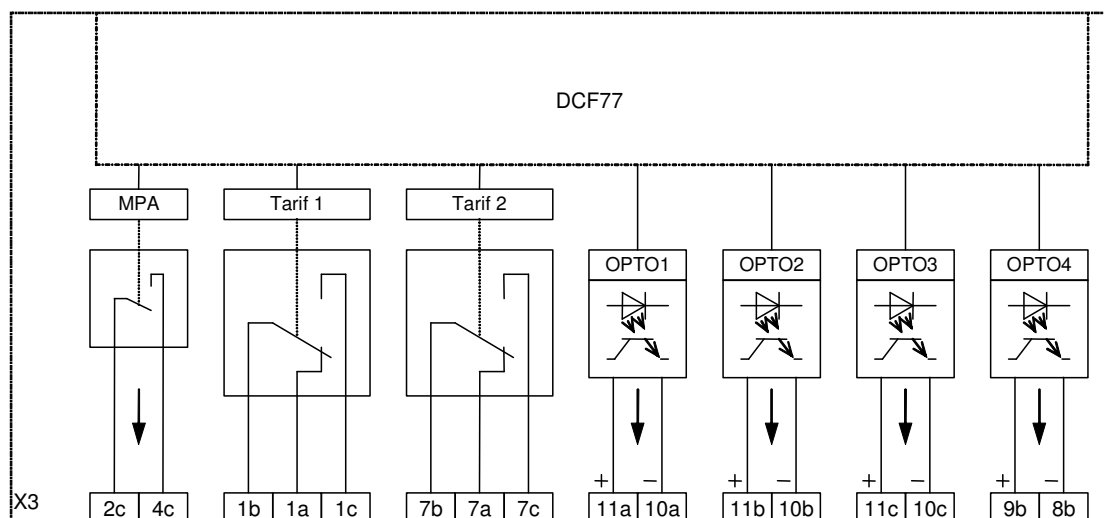 DCF77
MPA Tarif 1 Tarif 2
OPTO1 OPTO2 OPTO3 OPTO4
+ − + − + − + −
X3 2c 4c 1b 1a 1c 7b 7a 7c 11a 10a 11b 10b 11c 10c 9b 8b